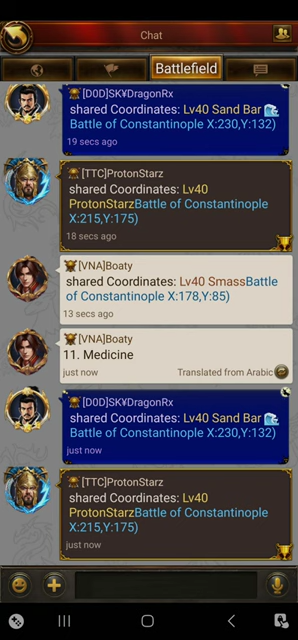 Chat
Battlefield
[D0D]SK¥DragonRx
shared Coordinates: Lv40 Sand Bar 🌊
Battle of Constantinople X:230,Y:132)
19 secs ago
[TTC]ProtonStarz
shared Coordinates: Lv40
ProtonStarzBattle of Constantinople
X:215,Y:175)
18 secs ago
[VNA]Boaty
shared Coordinates: Lv40 SmassBattle
of Constantinople X:178,Y:85)
13 secs ago
[VNA]Boaty
11. Medicine
just now
Translated from Arabic
[D0D]SK¥DragonRx
shared Coordinates: Lv40 Sand Bar 🌊
Battle of Constantinople X:230,Y:132)
just now
[TTC]ProtonStarz
shared Coordinates: Lv40
ProtonStarzBattle of Constantinople
X:215,Y:175)
just now